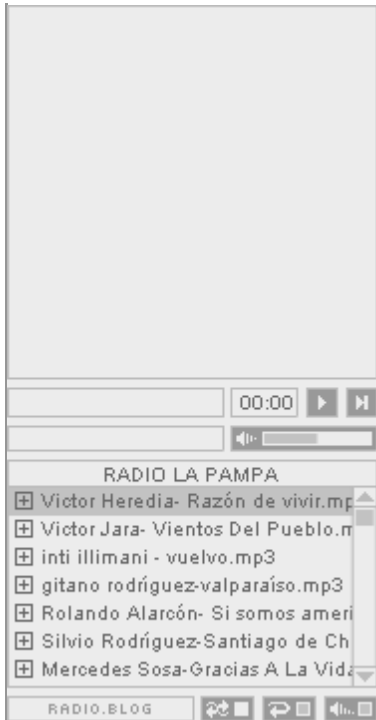 00:00
RADIO LA PAMPA
Victor Heredia- Razón de vivir.mp
Victor Jara- Vientos Del Pueblo.m
inti illimani - vuelvo.mp3
gitano rodríguez-valparaíso.mp3
Rolando Alarcón- Si somos ameri
Silvio Rodríguez-Santiago de Ch
Mercedes Sosa-Gracias A La Vida
RADIO.BLOG